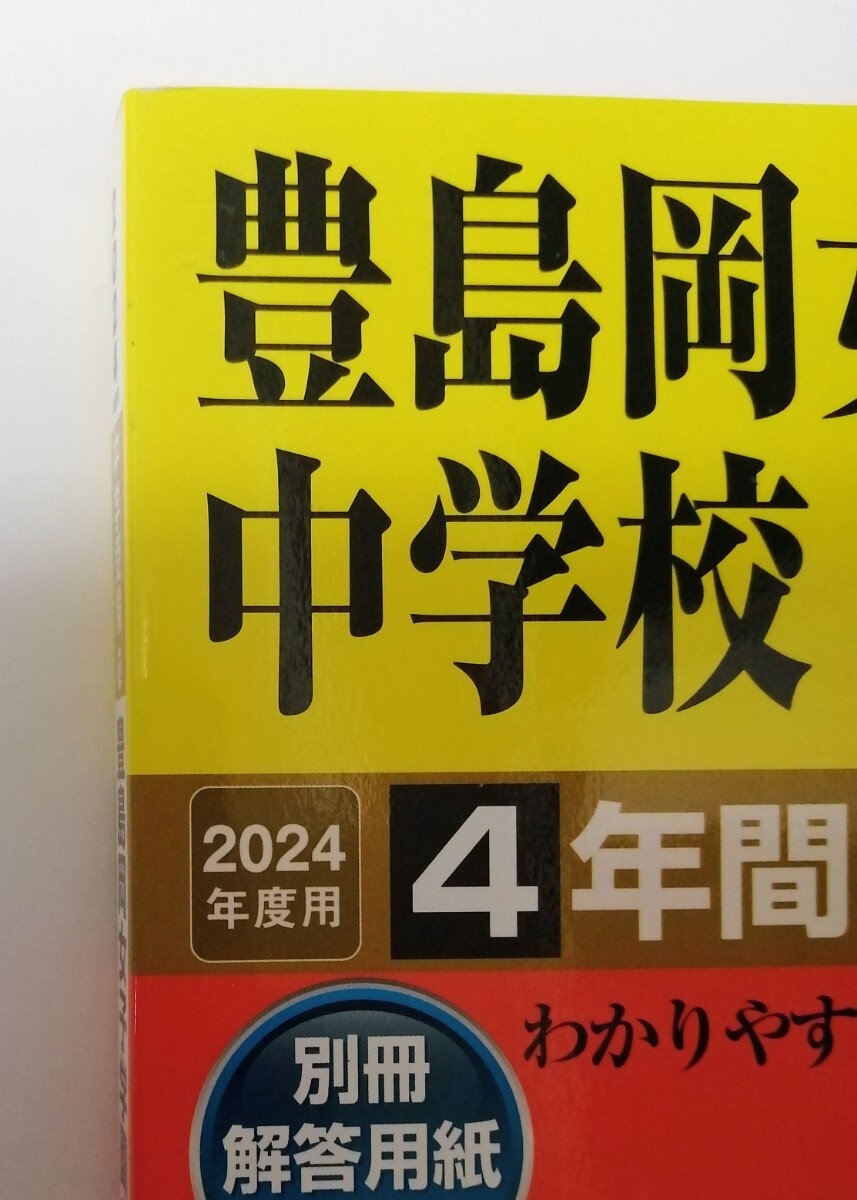 豊島岡
中学校
2024
年度用
4年間
わかりやす
別冊
解答用紙